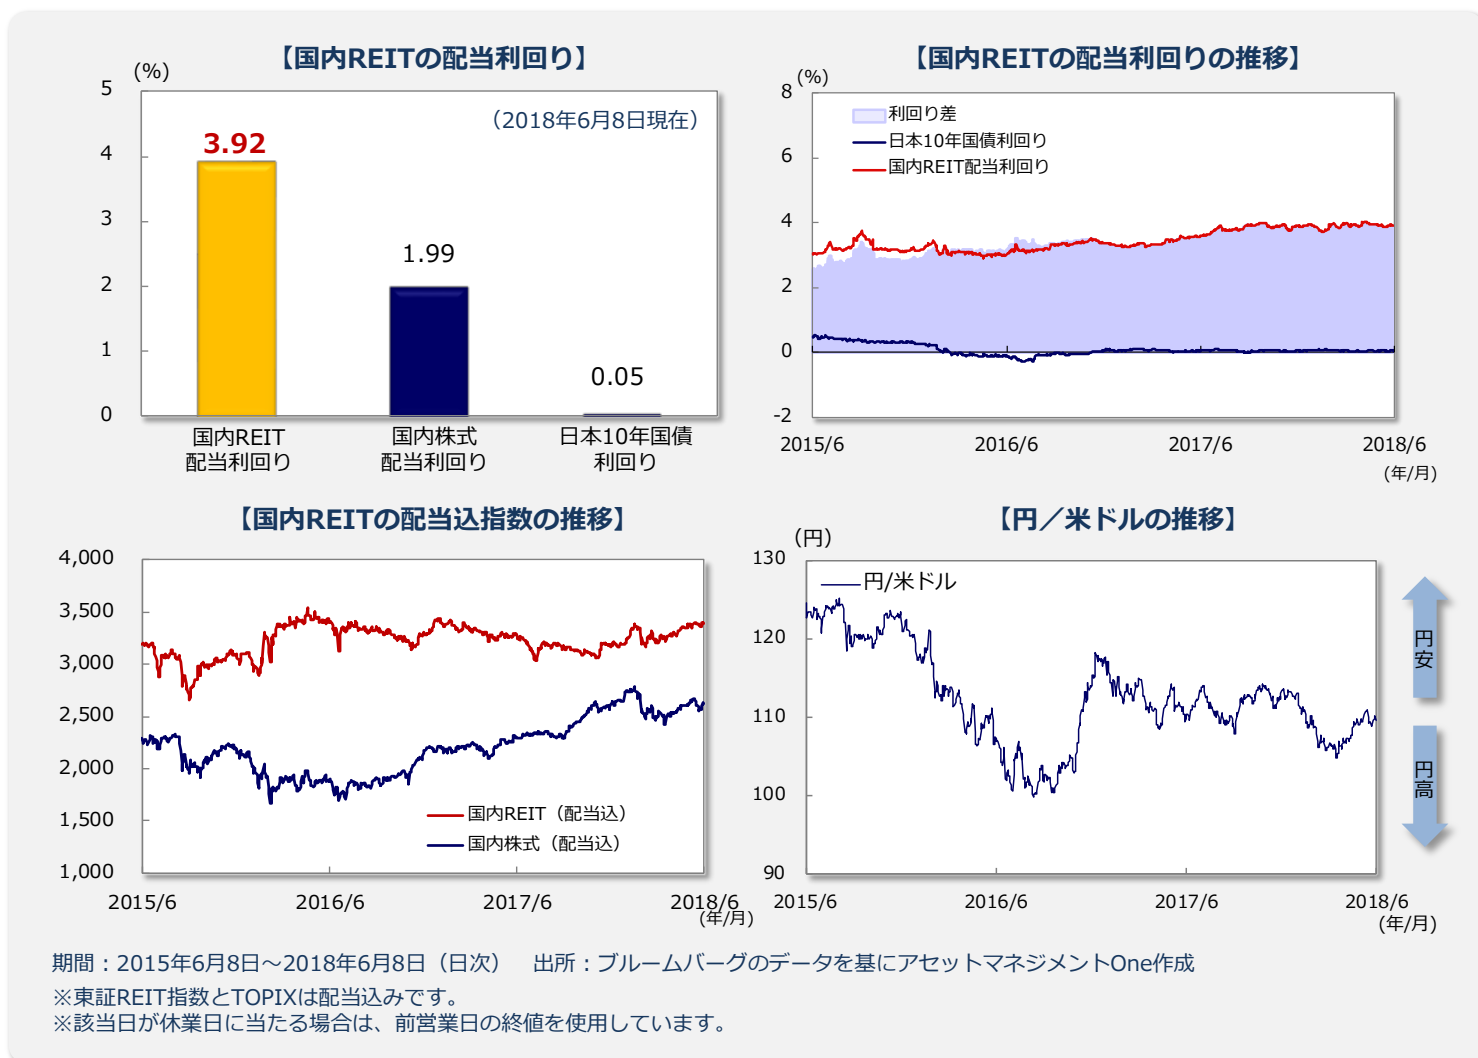 【国内REITの配当利回り】
(%)
5
4
3
2
1
0
（2018年6月8日現在）
3.92
1.99
0.05
国内REIT
配当利回り
国内株式
配当利回り
日本10年国債
利回り
【国内REITの配当利回りの推移】
(%)
8
6
4
2
0
-2
利回り差
日本10年国債利回り
国内REIT配当利回り
2015/6
2016/6
2017/6
2018/6
(年/月)
【国内REITの配当込指数の推移】
4,000
3,500
3,000
2,500
2,000
1,500
1,000
国内REIT（配当込）
国内株式（配当込）
2015/6
2016/6
2017/6
2018/6
(年/月)
【円／米ドルの推移】
(円)
130
120
110
100
90
円/米ドル
円安
円高
2015/6
2016/6
2017/6
2018/6
(年/月)
期間：2015年6月8日～2018年6月8日（日次） 出所：ブルームバーグのデータを基にアセットマネジメントOne作成
※東証REIT指数とTOPIXは配当込みです。
※該当日が休業日に当たる場合は、前営業日の終値を使用しています。